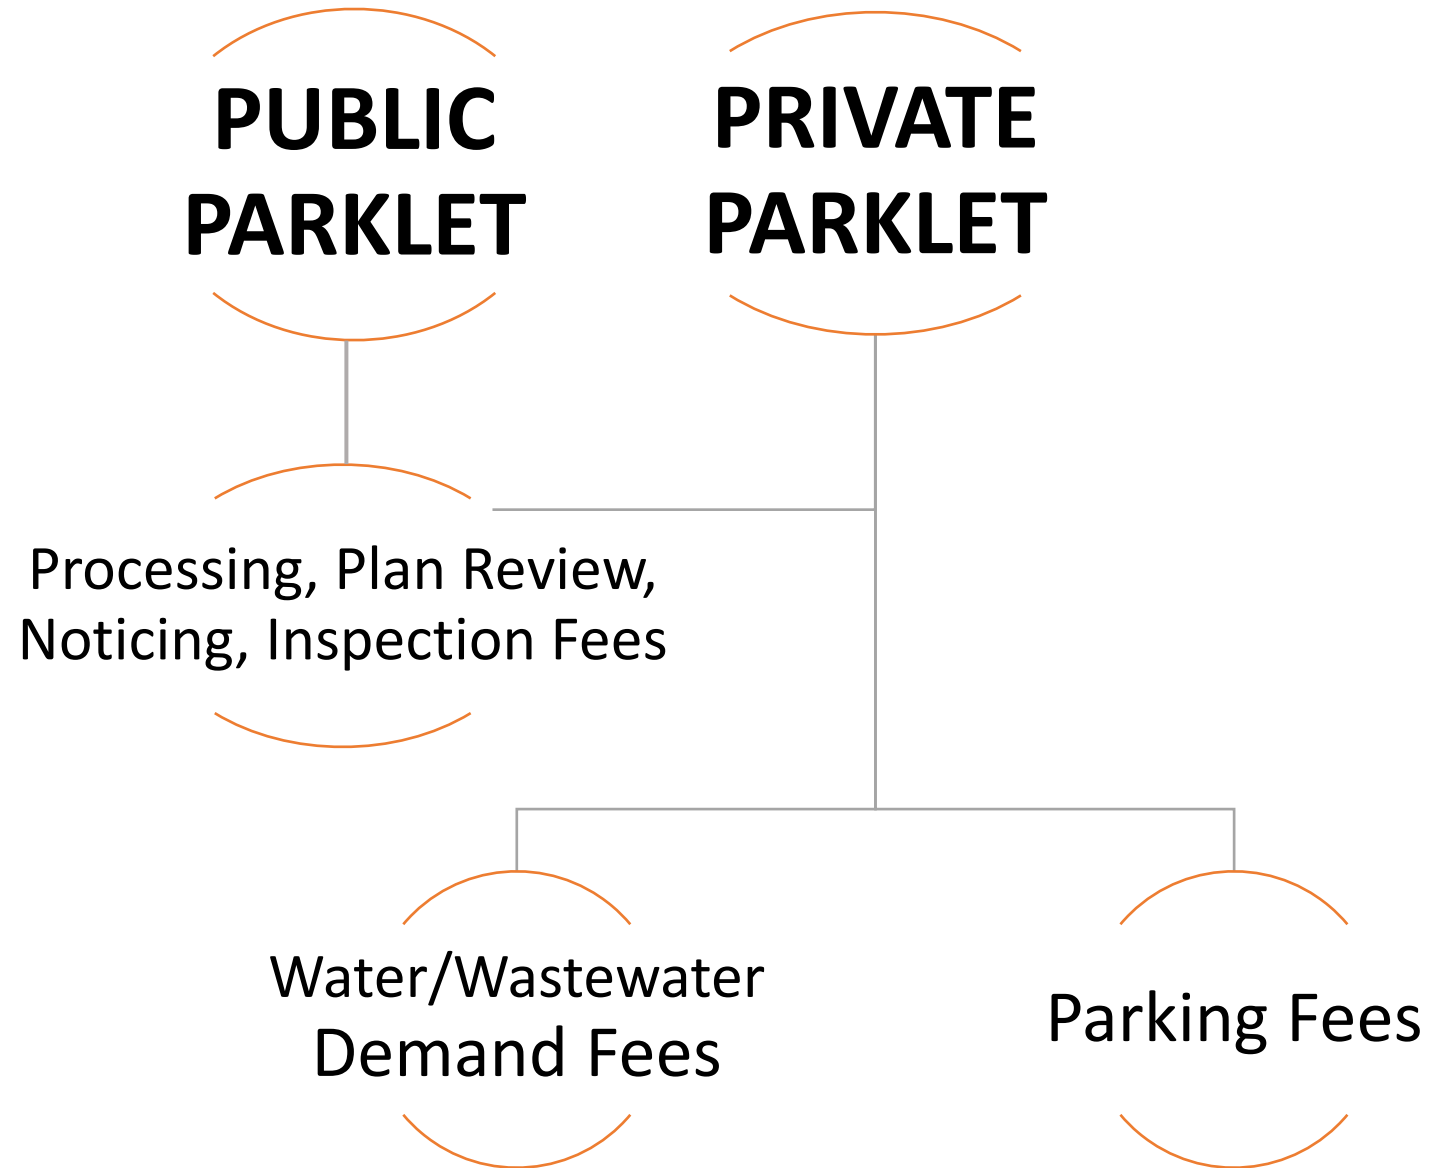 PUBLIC
PARKLET
PRIVATE
PARKLET
Processing, Plan Review,
Noticing, Inspection Fees
Water/Wastewater
Demand Fees
Parking Fees